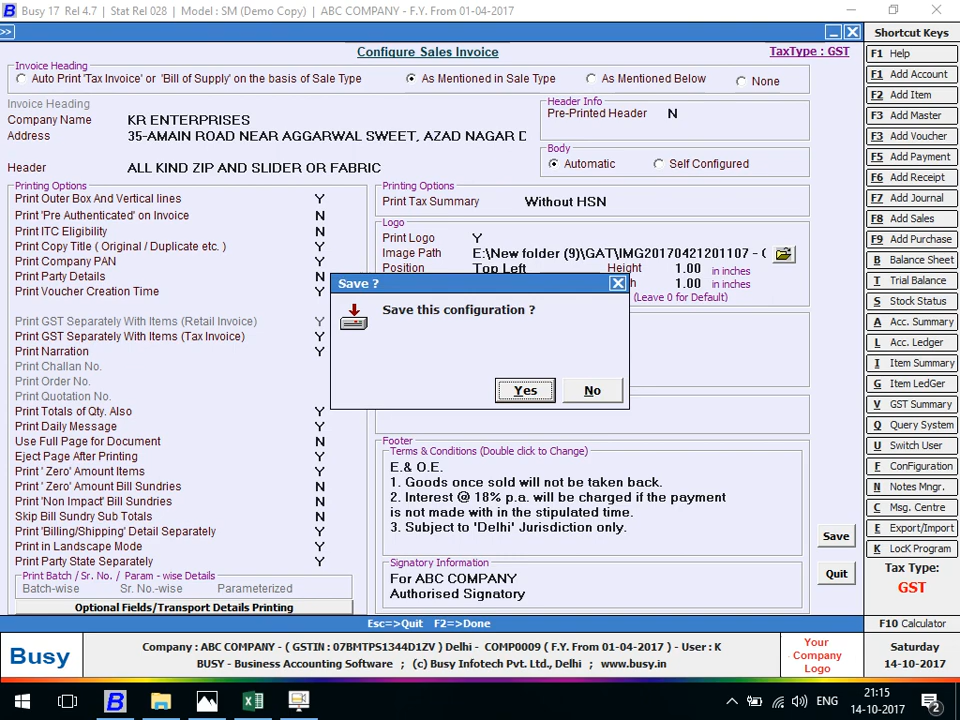 Busy 17 Rel 4.7 | Stat Rel 028 | Model : SM (Demo Copy) | ABC COMPANY - F.Y. From 01-04-2017
>>
Configure Sales Invoice
TaxType : GST
Invoice Heading
Auto Print 'Tax Invoice' or 'Bill of Supply' on the basis of Sale Type
As Mentioned in Sale Type
As Mentioned Below
None
Invoice Heading
Company Name KR ENTERPRISES
Address 35-AMAIN ROAD NEAR AGGARWAL SWEET, AZAD NAGAR D
Header ALL KIND ZIP AND SLIDER OR FABRIC
Header Info
Pre-Printed Header N
Body
Automatic
Self Configured
Printing Options
Print Outer Box And Vertical lines Y
Print 'Pre Authenticated' on Invoice N
Print ITC Eligibility N
Print Copy Title ( Original / Duplicate etc. ) Y
Print Company PAN Y
Print Party Details N
Print Voucher Creation Time Y
Print GST Separately With Items (Retail Invoice) Y
Print GST Separately With Items (Tax Invoice) Y
Print Narration Y
Print Challan No.
Print Order No.
Print Quotation No.
Print Totals of Qty. Also Y
Print Daily Message Y
Use Full Page for Document N
Eject Page After Printing Y
Print ' Zero' Amount Items Y
Print ' Zero' Amount Bill Sundries N
Print 'Non Impact' Bill Sundries N
Skip Bill Sundry Sub Totals N
Print 'Billing/Shipping' Detail Separately Y
Print in Landscape Mode Y
Print Party State Separately Y
Print Batch / Sr. No. / Param - wise Details
Batch-wise Sr. No.-wise Parameterized
Optional Fields/Transport Details Printing
Printing Options
Print Tax Summary Without HSN
Logo
Print Logo Y
Image Path E:\New folder (9)\GAT\IMG20170421201107 - C
Position Top Left Height 1.00 in inches
h 1.00 in inches
(Leave 0 for Default)
Save ?
Save this configuration ?
Yes
No
Footer
Terms & Conditions (Double click to Change)
E.& O.E.
1. Goods once sold will not be taken back.
2. Interest @ 18% p.a. will be charged if the payment
is not made with in the stipulated time.
3. Subject to 'Delhi' Jurisdiction only.
Signatory Information
For ABC COMPANY
Authorised Signatory
Save
Quit
Esc=>Quit F2=>Done
Shortcut Keys
F1 Help
F1 Add Account
F2 Add Item
F3 Add Master
F3 Add Voucher
F5 Add Payment
F6 Add Receipt
F7 Add Journal
F8 Add Sales
F9 Add Purchase
B Balance Sheet
T Trial Balance
S Stock Status
A Acc. Summary
L Acc. Ledger
I Item Summary
G Item LedGer
V GST Summary
Q Query System
U Switch User
F ConFiguration
N Notes Mngr.
C Msg. Centre
E Export/Import
K LocK Program
Tax Type:
GST
F10 Calculator
Busy
Company : ABC COMPANY - ( GSTIN : 07BMTPS1344D1ZV ) Delhi - COMP0009 ( F.Y. From 01-04-2017 ) - User : K
BUSY - Business Accounting Software ; (c) Busy Infotech Pvt. Ltd., Delhi ; www.busy.in
Your
Company
Logo
Saturday
14-10-2017
ENG
21:15
14-10-2017
2